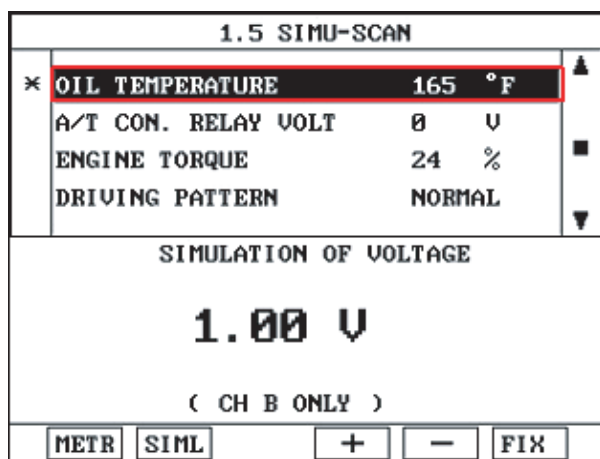 1.5 SIMU-SCAN
* OIL TEMPERATURE 165 °F
A/T CON. RELAY VOLT 0 V
ENGINE TORQUE 24 %
DRIVING PATTERN NORMAL
SIMULATION OF VOLTAGE
1.00 V
( CH B ONLY )
METR SIML + - FIX